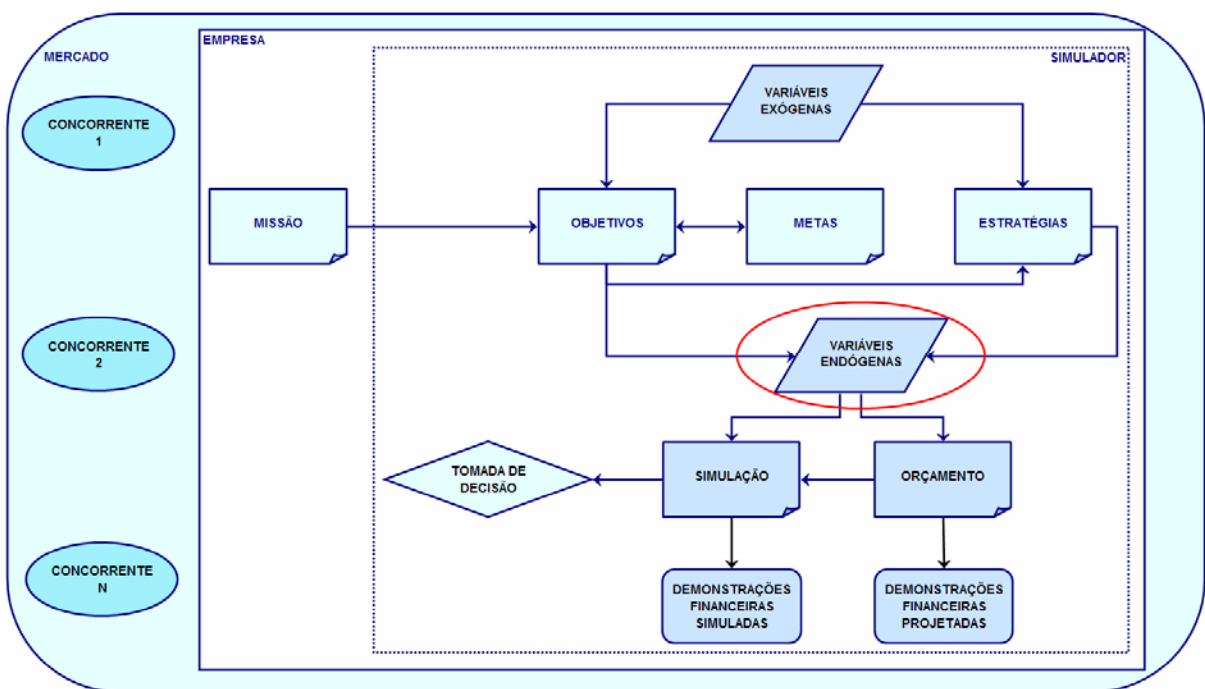 EMPRESA
MERCADO
SIMULADOR
VARIÁVEIS
EXÓGENAS
CONCORRENTE
1
MISSÃO
OBJETIVOS
METAS
ESTRATÉGIAS
CONCORRENTE
2
VARIÁVEIS
ENDÓGENAS
TOMADA DE
DECISÃO
SIMULAÇÃO
ORÇAMENTO
CONCORRENTE
N
DEMONSTRAÇÕES
FINANCEIRAS
SIMULADAS
DEMONSTRAÇÕES
FINANCEIRAS
PROJETADAS